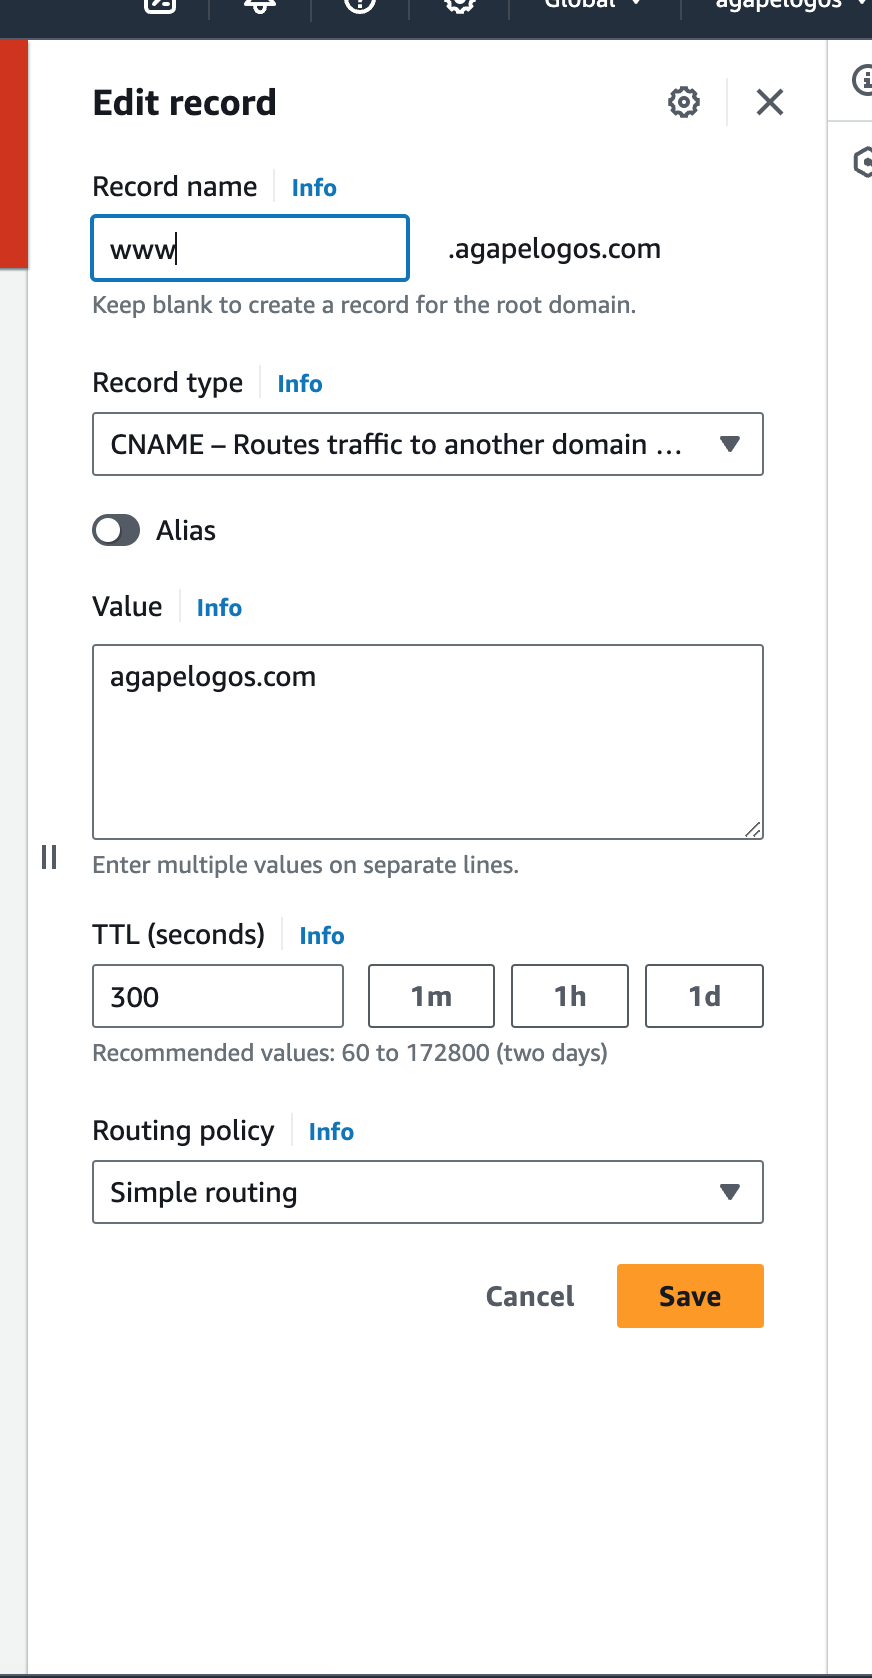 Global
agapelogos
Edit record
Record name Info
www .agapelogos.com
Keep blank to create a record for the root domain.
Record type Info
CNAME – Routes traffic to another domain ...
Alias
Value Info
agapelogos.com
Enter multiple values on separate lines.
TTL (seconds) Info
300 1m 1h 1d
Recommended values: 60 to 172800 (two days)
Routing policy Info
Simple routing
Cancel Save